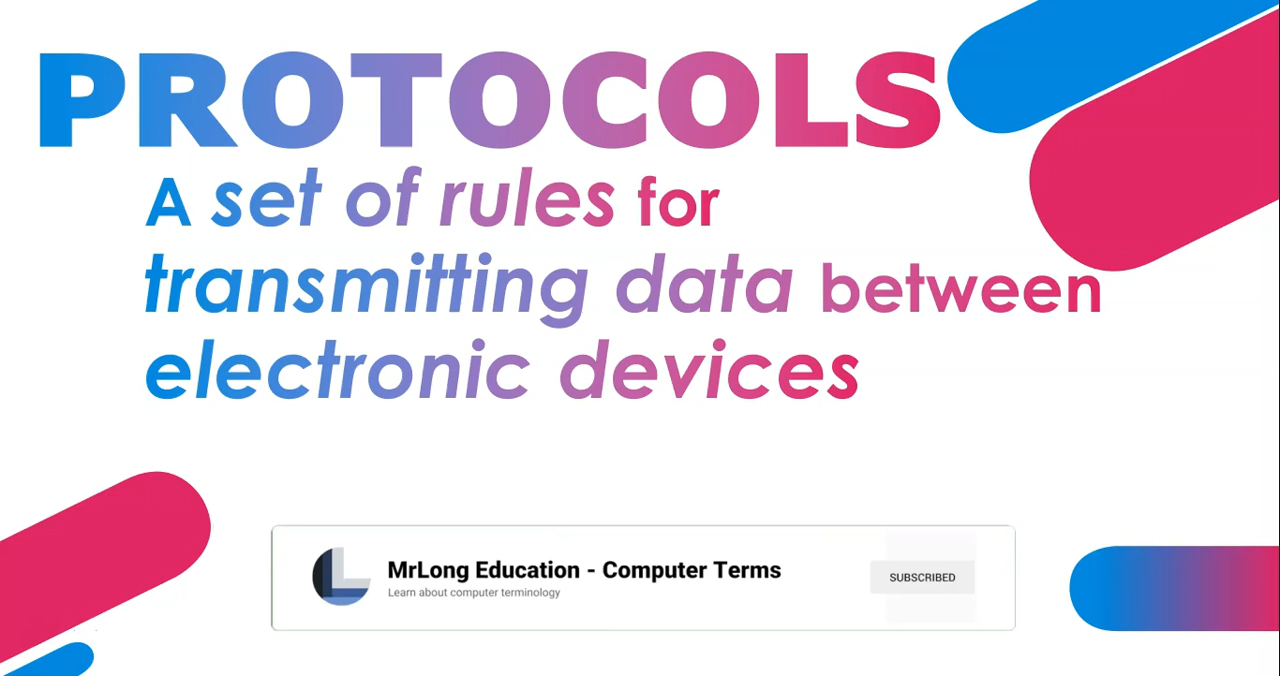 PROTOCOLS
A set of rules for
transmitting data between
electronic devices
MrLong Education - Computer Terms
Learn about computer terminology
SUBSCRIBED